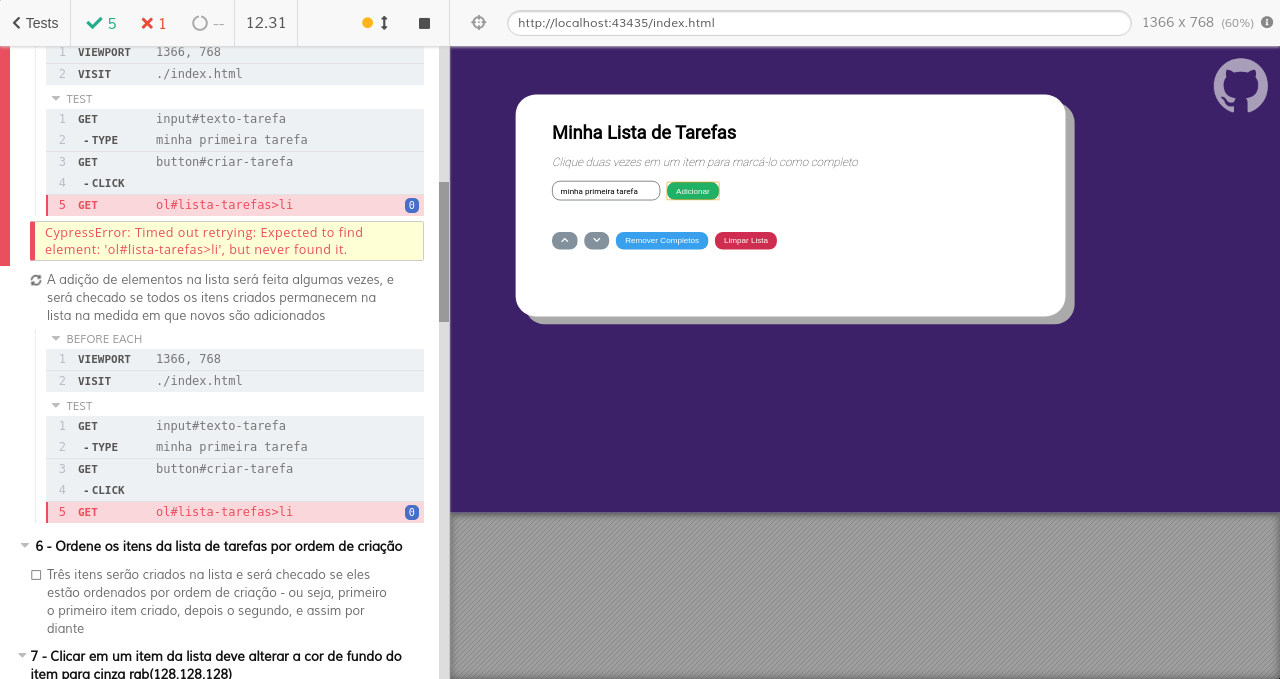 Tests
5
1
--
12.31
http://localhost:43435/index.html
1366 x 768 (60%)
1 VIEWPORT 1366, 768
2 VISIT ./index.html
TEST
1 GET input#texto-tarefa
2 -TYPE minha primeira tarefa
3 GET button#criar-tarefa
4 -CLICK
5 GET ol#lista-tarefas>li 0
CypressError: Timed out retrying: Expected to find
element: 'ol#lista-tarefas>li', but never found it.
A adição de elementos na lista será feita algumas vezes, e
será checado se todos os itens criados permanecem na
lista na medida em que novos são adicionados
BEFORE EACH
1 VIEWPORT 1366, 768
2 VISIT ./index.html
TEST
1 GET input#texto-tarefa
2 -TYPE minha primeira tarefa
3 GET button#criar-tarefa
4 -CLICK
5 GET ol#lista-tarefas>li 0
6 - Ordene os itens da lista de tarefas por ordem de criação
Três itens serão criados na lista e será checado se eles
estão ordenados por ordem de criação - ou seja, primeiro
o primeiro item criado, depois o segundo, e assim por
diante
7 - Clicar em um item da lista deve alterar a cor de fundo do
item para cinza rgb(128,128,128)
Minha Lista de Tarefas
Clique duas vezes em um item para marcá-lo como completo
minha primeira tarefa Adicionar
Remover Completos Limpar Lista